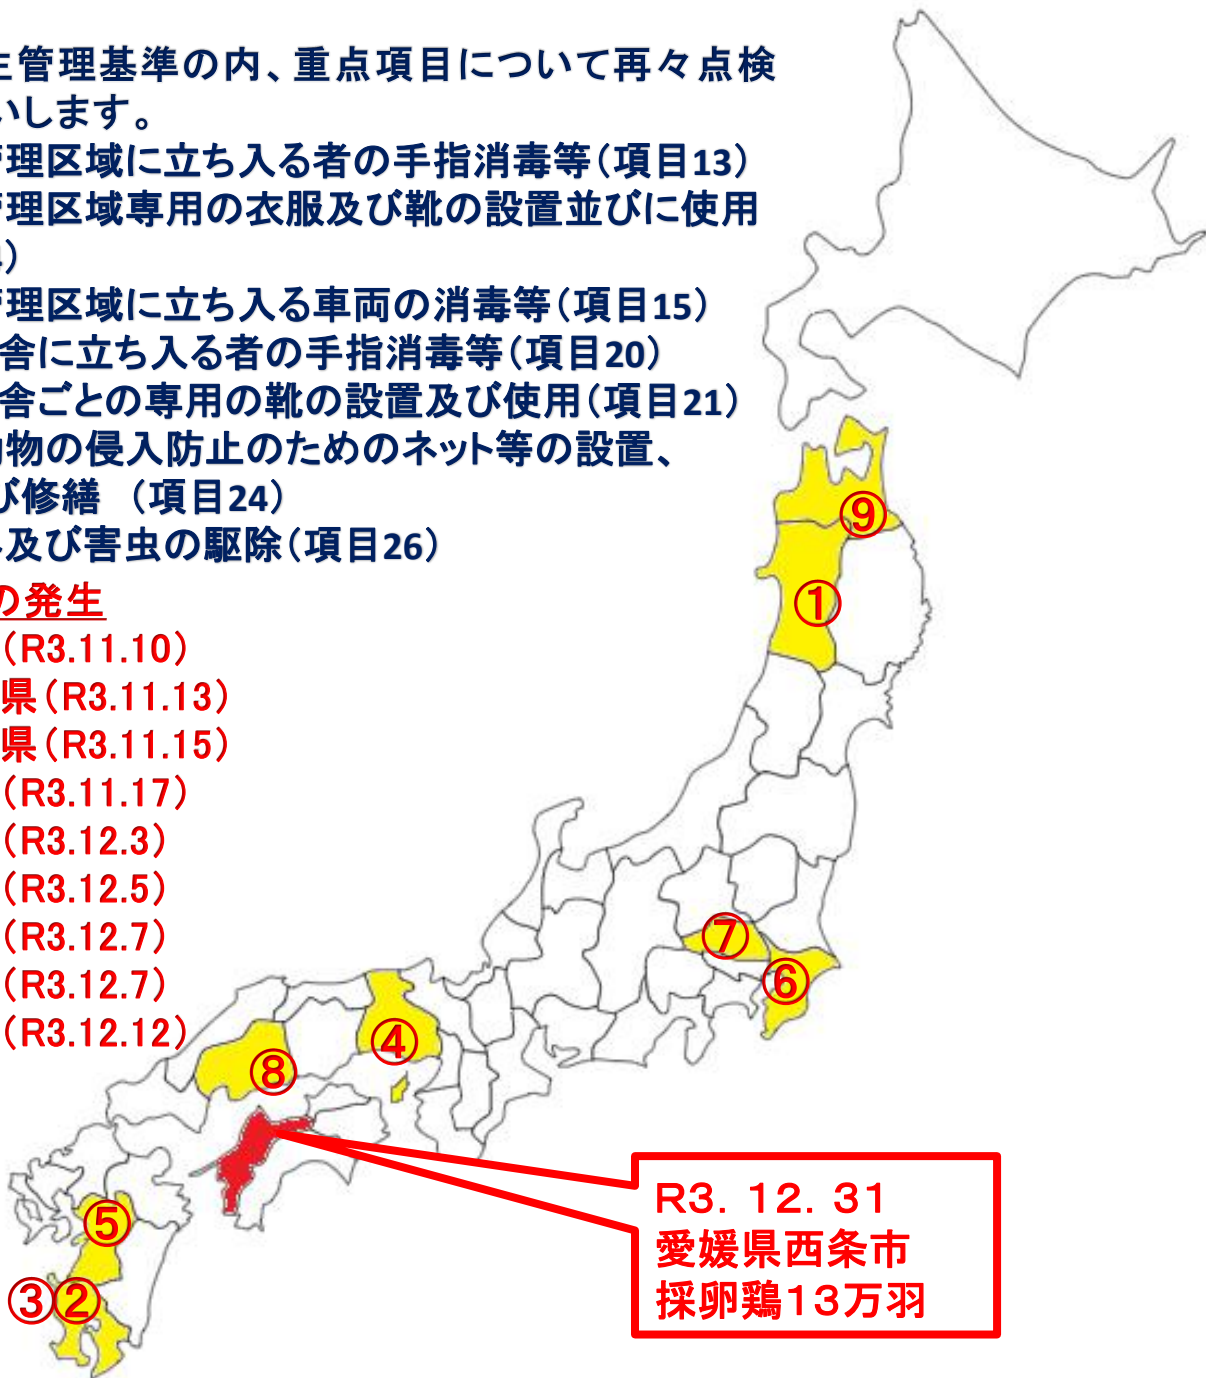 管理基準の内、重点項目について再々点検
いします。
管理区域に立ち入る者の手指消毒等(項目13)
管理区域専用の衣服及び靴の設置並びに使用
)
管理区域に立ち入る車両の消毒等(項目15)
舎に立ち入る者の手指消毒等(項目20)
舎ごとの専用の靴の設置及び使用(項目21)
動物の侵入防止のためのネット等の設置、
び修繕 (項目24)
及び害虫の駆除(項目26)
の発生
(R3.11.10)
県(R3.11.13)
県(R3.11.15)
(R3.11.17)
(R3.12.3)
(R3.12.5)
(R3.12.7)
(R3.12.7)
(R3.12.12)
⑨
①
⑦
⑥
④
⑧
⑤
③②
R3. 12. 31
愛媛県西条市
採卵鶏13万羽